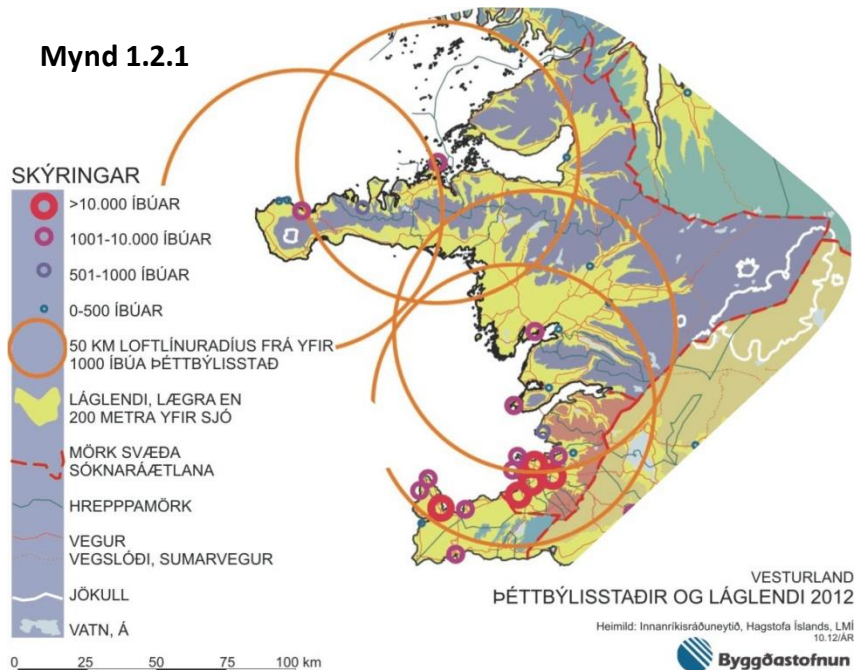 Mynd 1.2.1
SKÝRINGAR
>10.000 ÍBÚAR
1001-10.000 ÍBÚAR
501-1000 ÍBÚAR
0-500 ÍBÚAR
50 KM LOFTLÍNURADÍUS FRÁ YFIR
1000 ÍBÚA ÞÉTTBÝLISSTAÐ
LÁGLENDI, LÆGRA EN
200 METRA YFIR SJÓ
MÖRK SVÆÐA
SÓKNARÁÆTLANA
HREPPPAMÖRK
VEGUR
VEGSLÓÐI, SUMARVEGUR
JÖKULL
VATN, Á
0 25 50 75 100 km
VESTURLAND
ÞÉTTBÝLISSTAÐIR OG LÁGLENDI 2012
Heimild: Innanríkisráðuneytið, Hagstofa Íslands, LMÍ
10.12/ÁR
Byggðastofnun